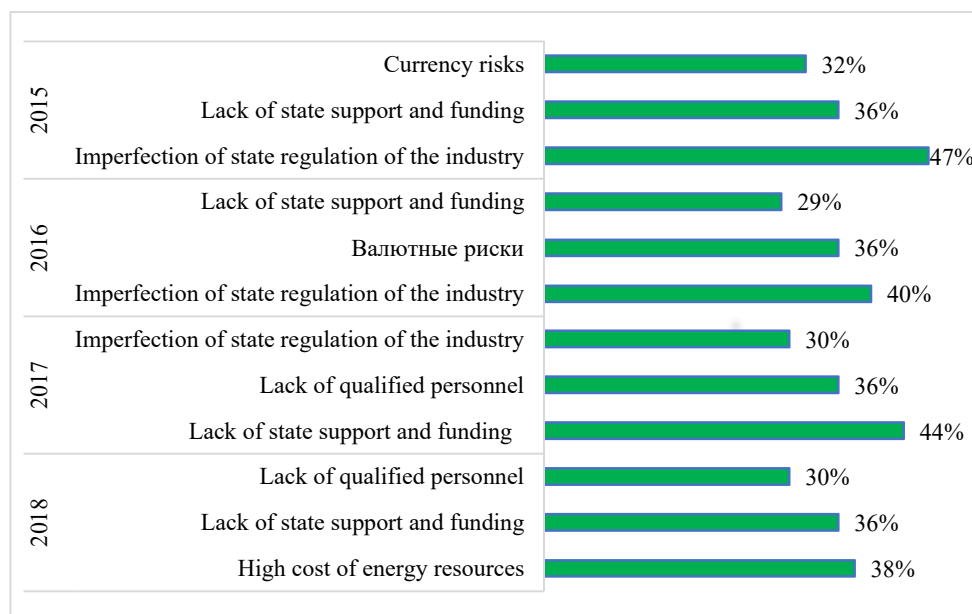 2015
Currency risks 32%
Lack of state support and funding 36%
Imperfection of state regulation of the industry 47%
2016
Lack of state support and funding 29%
Валютные риски 36%
Imperfection of state regulation of the industry 40%
2017
Imperfection of state regulation of the industry 30%
Lack of qualified personnel 36%
Lack of state support and funding 44%
2018
Lack of qualified personnel 30%
Lack of state support and funding 36%
High cost of energy resources 38%